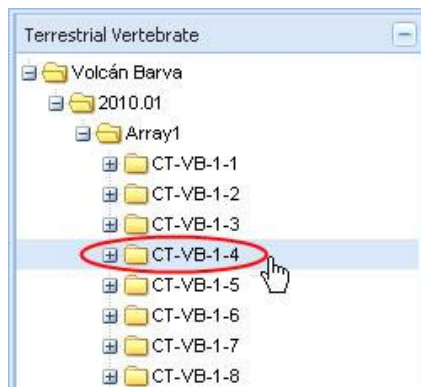 Terrestrial Vertebrate
Volcán Barva
2010.01
Array1
CT-VB-1-1
CT-VB-1-2
CT-VB-1-3
CT-VB-1-4
CT-VB-1-5
CT-VB-1-6
CT-VB-1-7
CT-VB-1-8